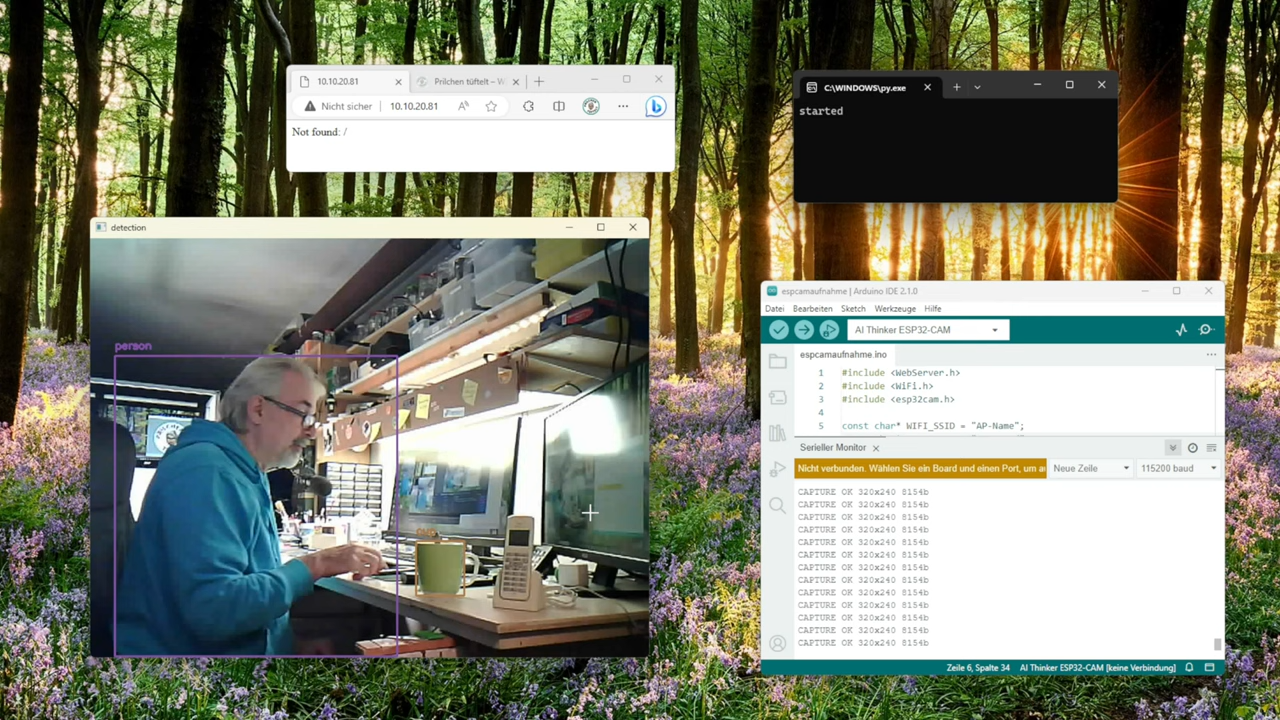 10.10.20.81
Prilchen tüftelt – W
Nicht sicher
10.10.20.81
Not found: /
C:\WINDOWS\py.exe
started
detection
person
espcamaufnahme | Arduino IDE 2.1.0
Datei Bearbeiten Sketch Werkzeuge Hilfe
AI Thinker ESP32-CAM
espcamaufnahme.ino
1 #include <WebServer.h>
2 #include <WiFi.h>
3 #include <esp32cam.h>
4
5 const char* WIFI_SSID = "AP-Name";
Serieller Monitor
Nicht verbunden. Wählen Sie ein Board und einen Port, um a
Neue Zeile
115200 baud
CAPTURE OK 320x240 8154b
CAPTURE OK 320x240 8154b
CAPTURE OK 320x240 8154b
CAPTURE OK 320x240 8154b
CAPTURE OK 320x240 8154b
CAPTURE OK 320x240 8154b
CAPTURE OK 320x240 8154b
CAPTURE OK 320x240 8154b
CAPTURE OK 320x240 8154b
CAPTURE OK 320x240 8154b
CAPTURE OK 320x240 8154b
CAPTURE OK 320x240 8154b
CAPTURE OK 320x240 8154b
Zeile 6, Spalte 34 AI Thinker ESP32-CAM [keine Verbindung]